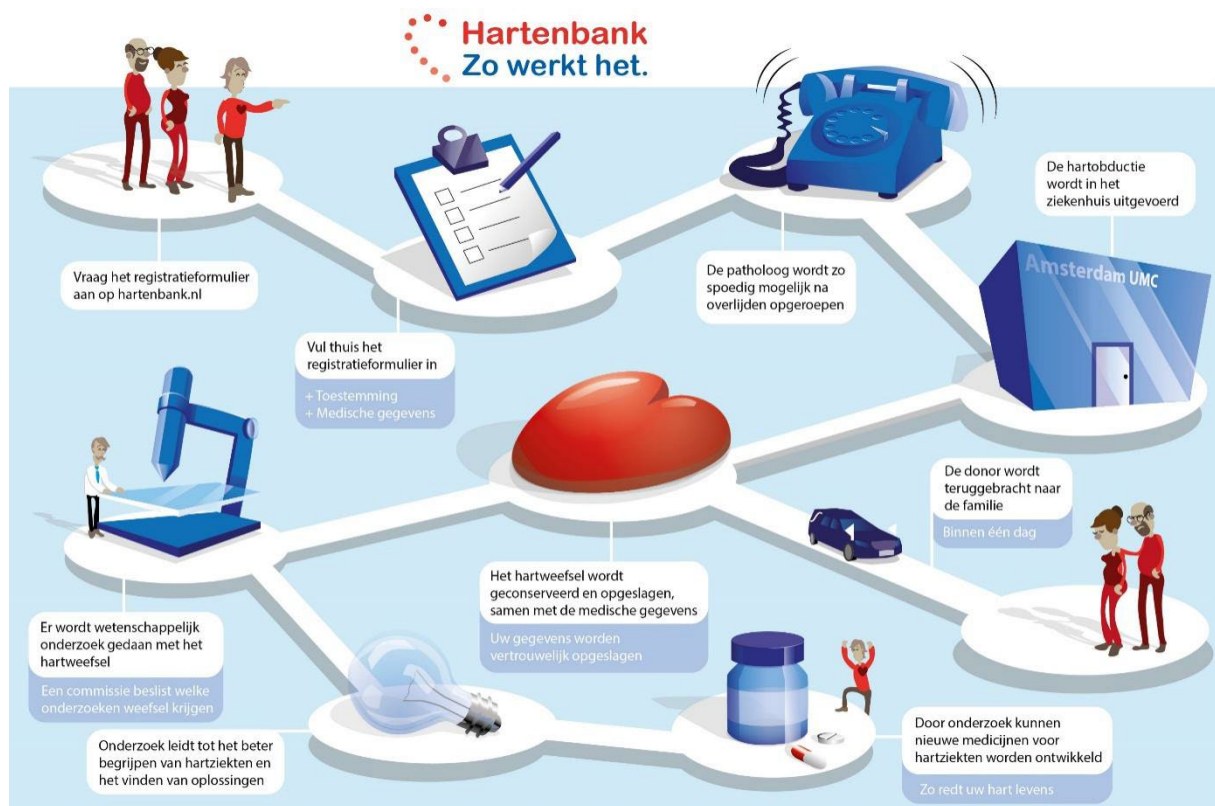 Hartenbank
Zo werkt het.
Vraag het registratieformulier
aan op hartenbank.nl
Vul thuis het
registratieformulier in
+ Toestemming
+ Medische gegevens
De patholoog wordt zo
spoedig mogelijk na
overlijden opgeroepen
De hartobductie
wordt in het
ziekenhuis uitgevoerd
Amsterdam UMC
De donor wordt
teruggebracht naar
de familie
Binnen één dag
Het hartweefsel wordt
geconserveerd en opgeslagen,
samen met de medische gegevens
Uw gegevens worden
vertrouwelijk opgeslagen
Er wordt wetenschappelijk
onderzoek gedaan met het
hartweefsel
Een commissie beslist welke
onderzoeken weefsel krijgen
Onderzoek leidt tot het beter
begrijpen van hartziekten en
het vinden van oplossingen
Door onderzoek kunnen
nieuwe medicijnen voor
hartziekten worden ontwikkeld
Zo redt uw hart levens